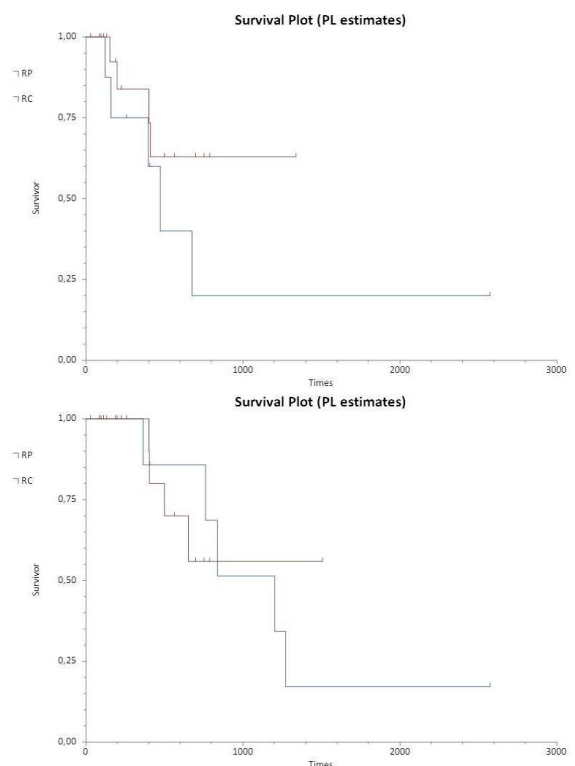 Survival Plot (PL estimates)
1,00
RP
RC
0,75
Survivor
0,50
0,25
0,00
0
1000
2000
3000
Times
Survival Plot (PL estimates)
1,00
RP
RC
0,75
Survivor
0,50
0,25
0,00
0
1000
2000
3000
Times